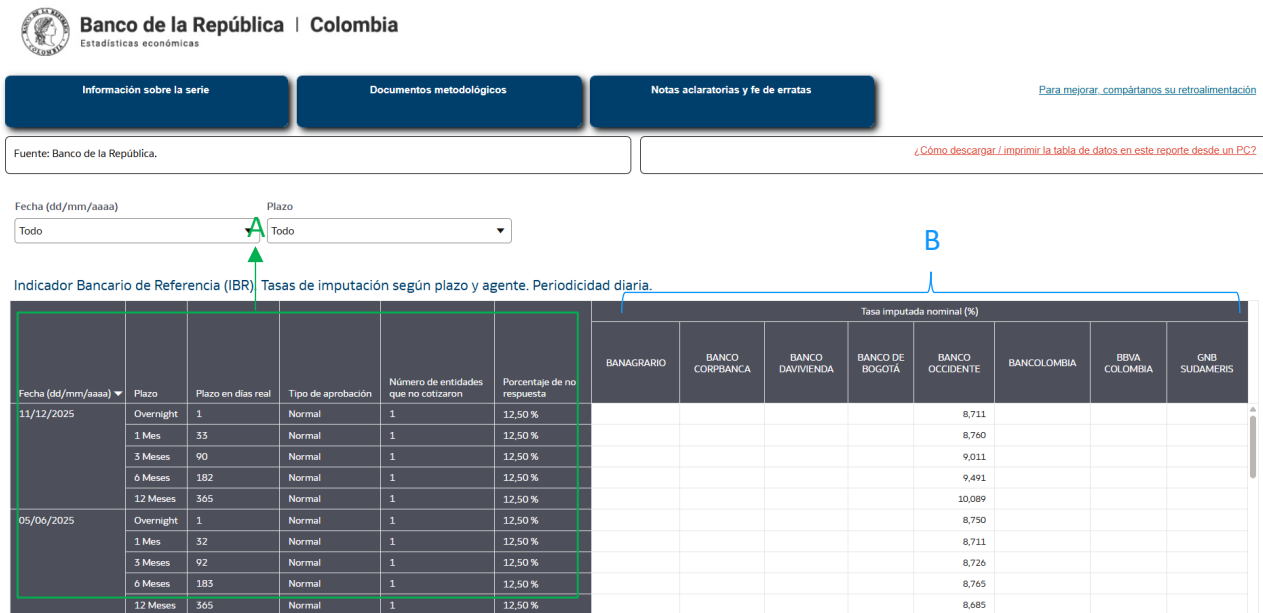 Banco de la República | Colombia
Estadísticas económicas
BANCO DE LA REPUBLICA
COLOMBIA
Información sobre la serie
Documentos metodológicos
Notas aclaratorias y fe de erratas
Para mejorar, compártanos su retroalimentación
Fuente: Banco de la República.
¿Cómo descargar / imprimir la tabla de datos en este reporte desde un PC?
Fecha (dd/mm/aaaa) Plazo
Todo Todo
A
B
Indicador Bancario de Referencia (IBR). Tasas de imputación según plazo y agente. Periodicidad diaria.
Tasa imputada nominal (%)
Fecha (dd/mm/aaaa) Plazo Plazo en días real Tipo de aprobación Número de entidades que no cotizaron Porcentaje de no respuesta BANAGRARIO BANCO CORPBANCA BANCO DAVIVIENDA BANCO DE BOGOTÁ BANCO OCCIDENTE BANCOLOMBIA BBVA COLOMBIA GNB SUDAMERIS
11/12/2025 Overnight 1 Normal 1 12,50 % 8,711
1 Mes 33 Normal 1 12,50 % 8,760
3 Meses 90 Normal 1 12,50 % 9,011
6 Meses 182 Normal 1 12,50 % 9,491
12 Meses 365 Normal 1 12,50 % 10,089
05/06/2025 Overnight 1 Normal 1 12,50 % 8,750
1 Mes 32 Normal 1 12,50 % 8,711
3 Meses 92 Normal 1 12,50 % 8,726
6 Meses 183 Normal 1 12,50 % 8,765
12 Meses 365 Normal 1 12,50 % 8,685